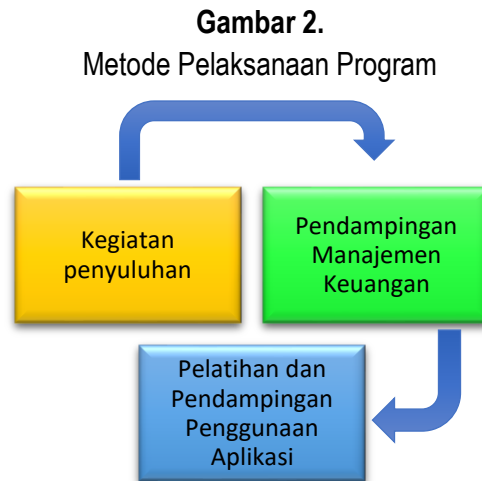 Gambar 2.
Metode Pelaksanaan Program
Kegiatan
penyuluhan
Pendampingan
Manajemen
Keuangan
Pelatihan dan
Pendampingan
Penggunaan
Aplikasi